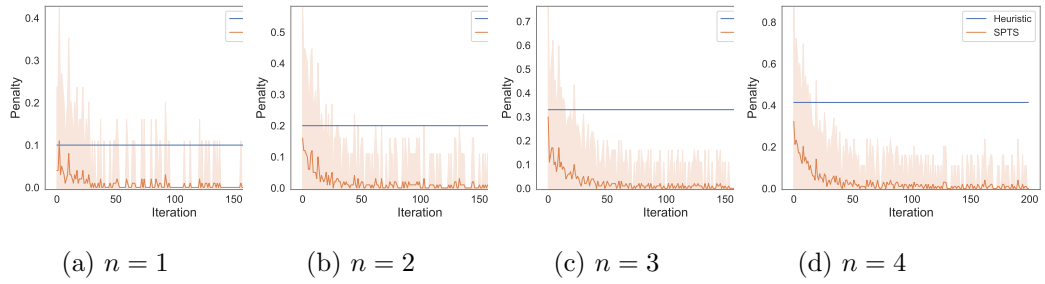 0.4
0.3
0.2
0.1
0.0
Penalty
0 50 100 150
Iteration
(a) n = 1
0.5
0.4
0.3
0.2
0.1
0.0
Penalty
0 50 100 150
Iteration
(b) n = 2
0.7
0.6
0.5
0.4
0.3
0.2
0.1
0.0
Penalty
0 50 100 150
Iteration
(c) n = 3
Heuristic
SPTS
0.8
0.6
0.4
0.2
0.0
Penalty
0 50 100 150 200
Iteration
(d) n = 4